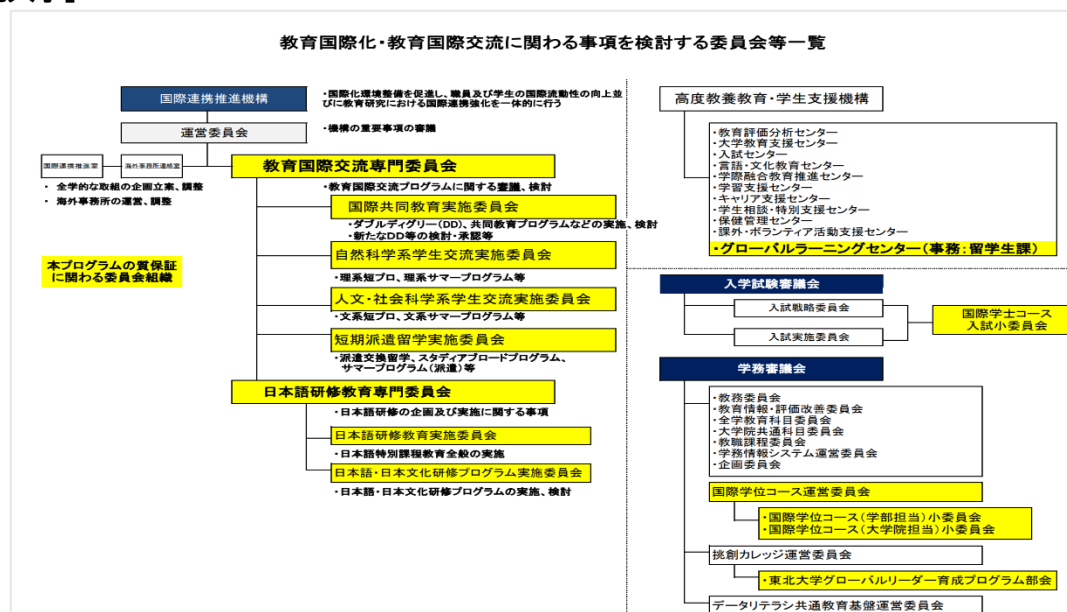 教育国際化・教育国際交流に関わる事項を検討する委員会等一覧
国際連携推進機構
・国際化環境整備を促進し、職員及び学生の国際流動性の向上並
びに教育研究における国際連携強化を一体的に行う
運営委員会
・機構の重要事項の審議
国際連携推進室
海外事務所連絡室
・ 全学的な取組の企画立案、調整
・ 海外事務所の運営、調整
教育国際交流専門委員会
・教育国際交流プログラムに関する審議、検討
国際共同教育実施委員会
・ダブルディグリー(DD)、共同教育プログラムなどの実施、検討
・新たなDD等の検討・承認等
自然科学系学生交流実施委員会
・理系短プロ、理系サマープログラム等
本プログラムの質保証
に関わる委員会組織
人文・社会科学系学生交流実施委員会
・文系短プロ、文系サマープログラム等
短期派遣留学実施委員会
・派遣交換留学、スタディアブロードプログラム、
サマープログラム(派遣)等
日本語研修教育専門委員会
・日本語研修の企画及び実施に関する事項
日本語研修教育実施委員会
・日本語特別課程教育全般の実施
日本語・日本文化研修プログラム実施委員会
・日本語・日本文化研修プログラムの実施、検討
高度教養教育・学生支援機構
・教育評価分析センター
・大学教育支援センター
・入試センター
・言語・文化教育センター
・学際融合教育推進センター
・学習支援センター
・キャリア支援センター
・学生相談・特別支援センター
・保健管理センター
・課外・ボランティア活動支援センター
・グローバルラーニングセンター(事務:留学生課)
入学試験審議会
入試戦略委員会
入試実施委員会
国際学士コース
入試小委員会
学務審議会
・教務委員会
・教育情報・評価改善委員会
・全学教育科目委員会
・大学院共通科目委員会
・教職課程委員会
・学務情報システム運営委員会
・企画委員会
国際学位コース運営委員会
・国際学位コース(学部担当)小委員会
・国際学位コース(大学院担当)小委員会
挑創カレッジ運営委員会
・東北大学グローバルリーダー育成プログラム部会
データリテラシ共通教育基盤運営委員会